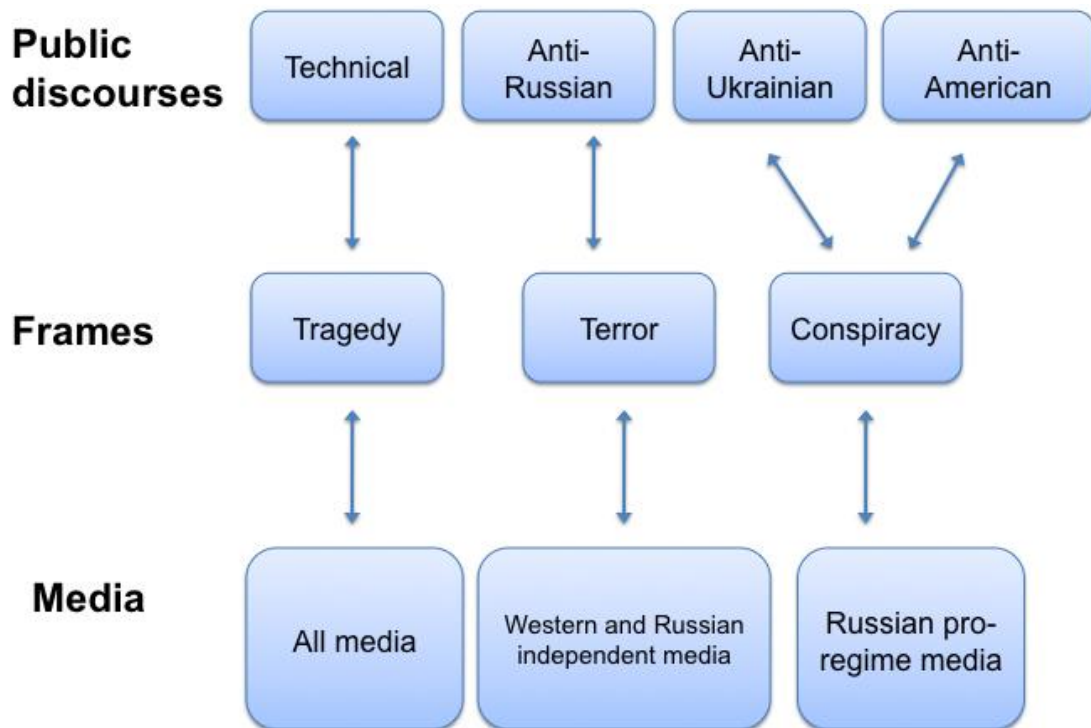 Public
discourses
Technical
Anti-
Russian
Anti-
Ukrainian
Anti-
American
Frames
Tragedy
Terror
Conspiracy
Media
All media
Western and Russian
independent media
Russian pro-
regime media